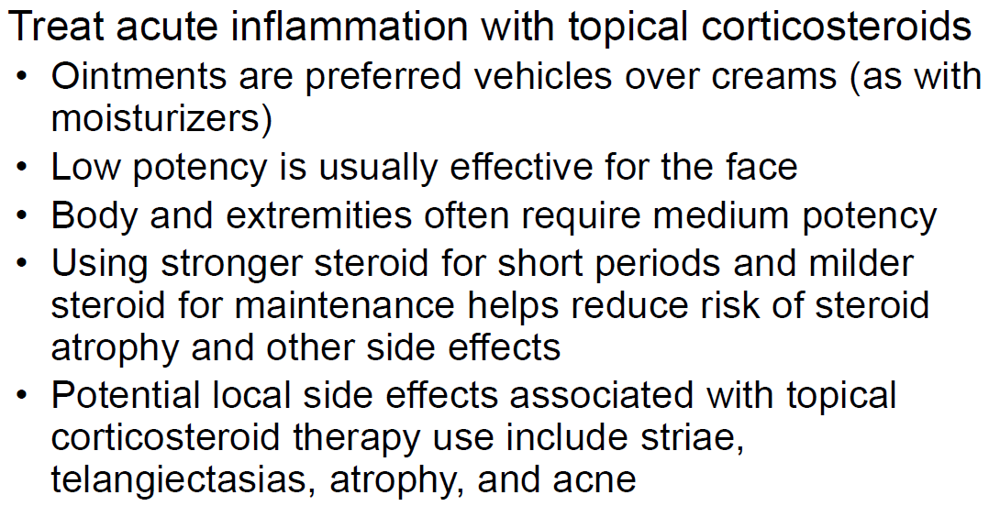 Treat acute inflammation with topical corticosteroids
• Ointments are preferred vehicles over creams (as with
moisturizers)
• Low potency is usually effective for the face
• Body and extremities often require medium potency
• Using stronger steroid for short periods and milder
steroid for maintenance helps reduce risk of steroid
atrophy and other side effects
• Potential local side effects associated with topical
corticosteroid therapy use include striae,
telangiectasias, atrophy, and acne